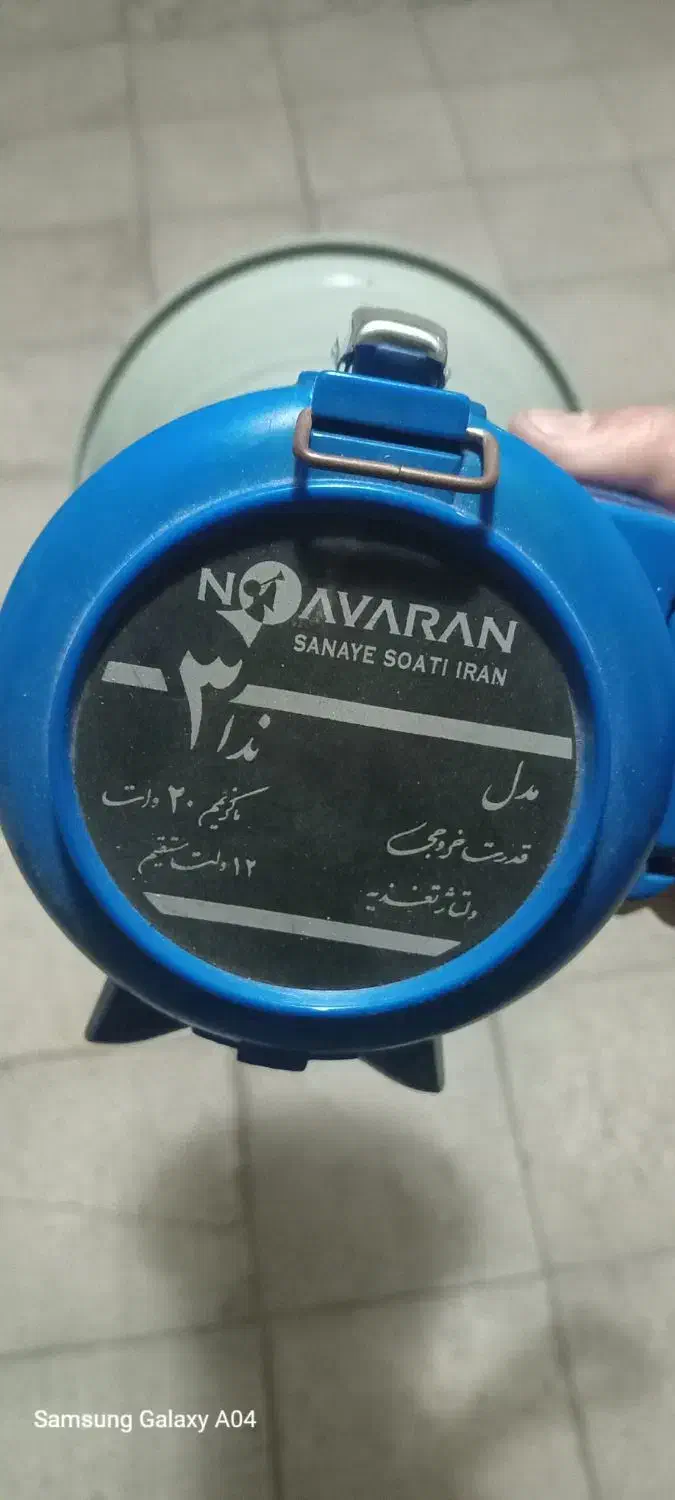 NOAVARAN
SANAYE SOATI IRAN
مدل ندا ۳
قدرت خروجی ماکزیمم ۲۰ وات
ولتاژ تغذیه ۱۲ ولت مستقیم
Samsung Galaxy A04